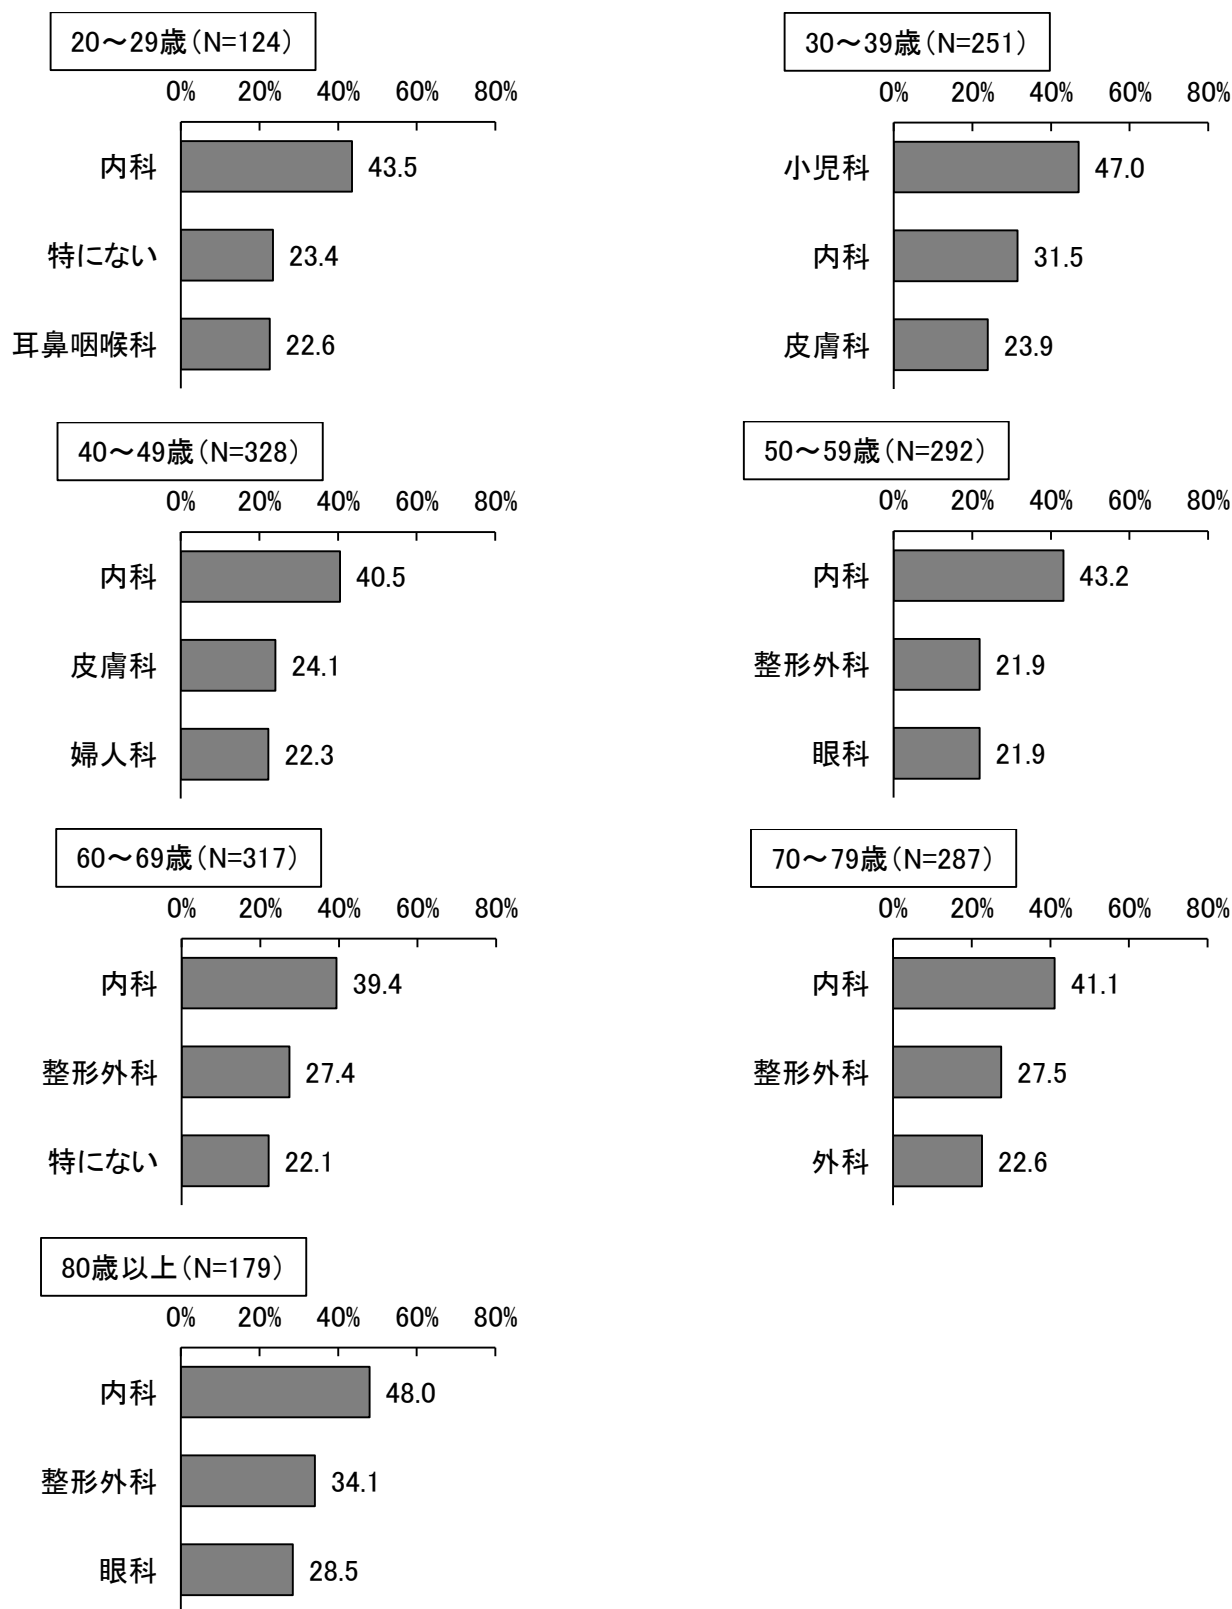 20～29歳（N=124）
0% 20% 40% 60% 80%
内科 43.5
特にない 23.4
耳鼻咽喉科 22.6
30～39歳（N=251）
0% 20% 40% 60% 80%
小児科 47.0
内科 31.5
皮膚科 23.9
40～49歳（N=328）
0% 20% 40% 60% 80%
内科 40.5
皮膚科 24.1
婦人科 22.3
50～59歳（N=292）
0% 20% 40% 60% 80%
内科 43.2
整形外科 21.9
眼科 21.9
60～69歳（N=317）
0% 20% 40% 60% 80%
内科 39.4
整形外科 27.4
特にない 22.1
70～79歳（N=287）
0% 20% 40% 60% 80%
内科 41.1
整形外科 27.5
外科 22.6
80歳以上（N=179）
0% 20% 40% 60% 80%
内科 48.0
整形外科 34.1
眼科 28.5